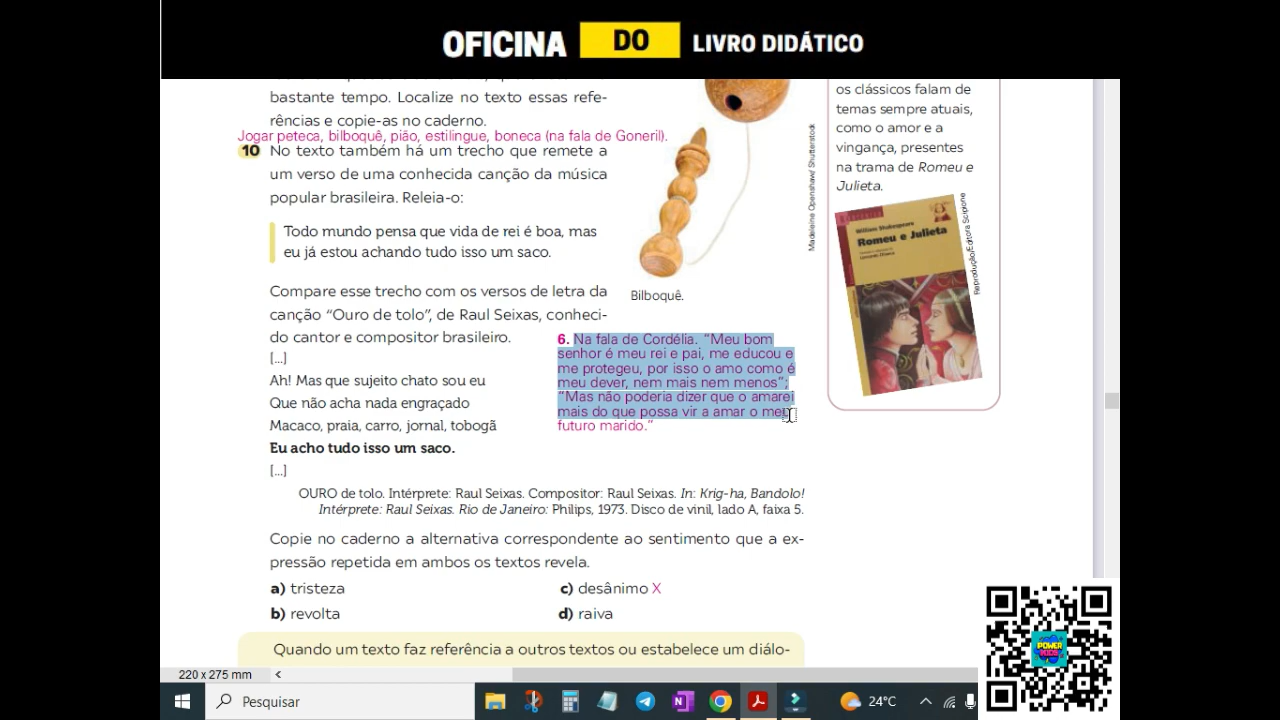 OFICINA DO LIVRO DIDÁTICO
bastante tempo. Localize no texto essas refe-
rências e copie-as no caderno.
Jogar peteca, bilboquê, pião, estilingue, boneca (na fala de Goneril).
10 No texto também há um trecho que remete a
um verso de uma conhecida canção da música
popular brasileira. Releia-o:
Todo mundo pensa que vida de rei é boa, mas
eu já estou achando tudo isso um saco.
Compare esse trecho com os versos de letra da
canção “Ouro de tolo”, de Raul Seixas, conheci-
do cantor e compositor brasileiro.
[...]
Ah! Mas que sujeito chato sou eu
Que não acha nada engraçado
Macaco, praia, carro, jornal, tobogã
Eu acho tudo isso um saco.
[...]
OURO de tolo. Intérprete: Raul Seixas. Compositor: Raul Seixas. In: Krig-ha, Bandolo!
Intérprete: Raul Seixas. Rio de Janeiro: Philips, 1973. Disco de vinil, lado A, faixa 5.
6. Na fala de Cordélia. “Meu bom
senhor é meu rei e pai, me educou e
me protegeu, por isso o amo como é
meu dever, nem mais nem menos”;
“Mas não poderia dizer que o amarei
mais do que possa vir a amar o meu
futuro marido.”
Copie no caderno a alternativa correspondente ao sentimento que a ex-
pressão repetida em ambos os textos revela.
a) tristeza
b) revolta
c) desânimo X
d) raiva
Quando um texto faz referência a outros textos ou estabelece um diálo-
Bilboquê.
Madeleine Openshaw/Shutterstock
os clássicos falam de
temas sempre atuais,
como o amor e a
vingança, presentes
na trama de Romeu e
Julieta.
William Shakespeare
Romeu e Julieta
Reprodução/Editora Scipione
POWER KIDS
220 x 275 mm
Pesquisar
24°C